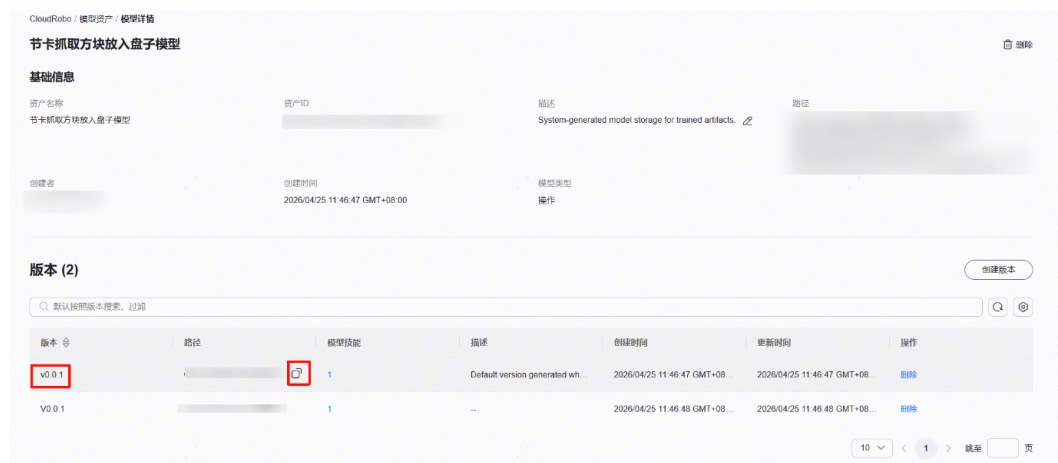 CloudRobo / 模型资产 / 模型详情
节卡抓取方块放入盘子模型
删除
基础信息
资产名称 资产ID 描述 路径
节卡抓取方块放入盘子模型 System-generated model storage for trained artifacts.
创建者 创建时间 模型类型
2026/04/25 11:46:47 GMT+08:00 操作
版本 (2)
创建版本
默认按照版本搜索、过滤
版本 路径 模型技能 描述 创建时间 更新时间 操作
v0.0.1 1 Default version generated wh... 2026/04/25 11:46:47 GMT+08... 2026/04/25 11:46:47 GMT+08... 删除
V0.0.1 1 -- 2026/04/25 11:46:48 GMT+08... 2026/04/25 11:46:48 GMT+08... 删除
10 1 跳至 页